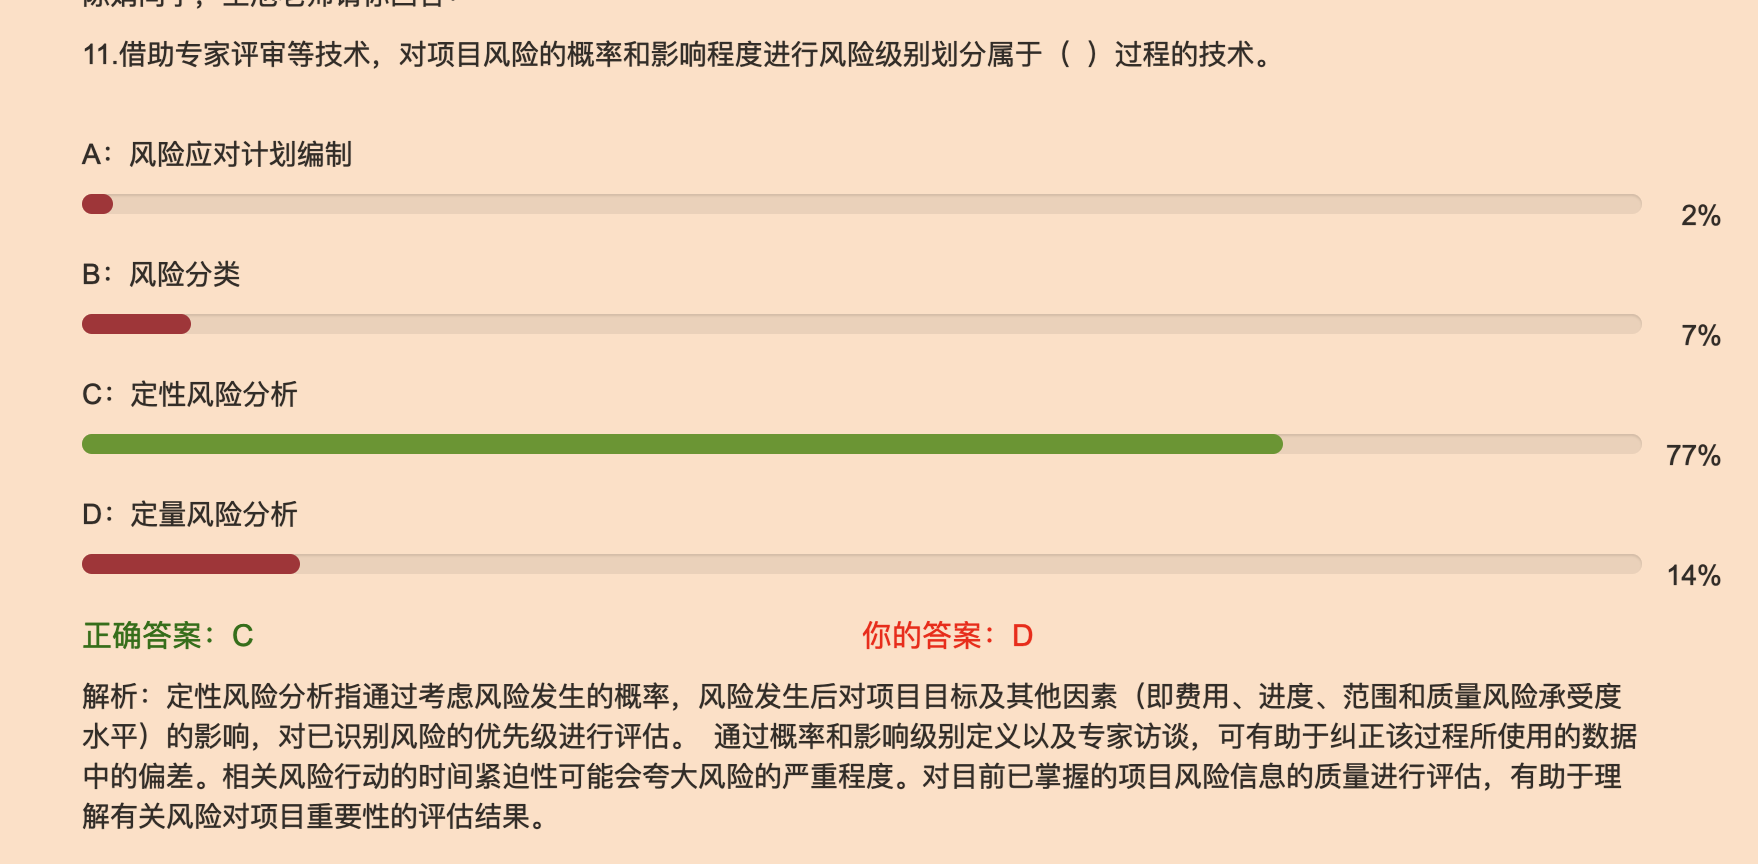 11.借助专家评审等技术，对项目风险的概率和影响程度进行风险级别划分属于（ ）过程的技术。
A：风险应对计划编制
2%
B：风险分类
7%
C：定性风险分析
77%
D：定量风险分析
14%
正确答案：C
你的答案：D
解析：定性风险分析指通过考虑风险发生的概率，风险发生后对项目目标及其他因素（即费用、进度、范围和质量风险承受度
水平）的影响，对已识别风险的优先级进行评估。 通过概率和影响级别定义以及专家访谈，可有助于纠正该过程所使用的数据
中的偏差。相关风险行动的时间紧迫性可能会夸大风险的严重程度。对目前已掌握的项目风险信息的质量进行评估，有助于理
解有关风险对项目重要性的评估结果。